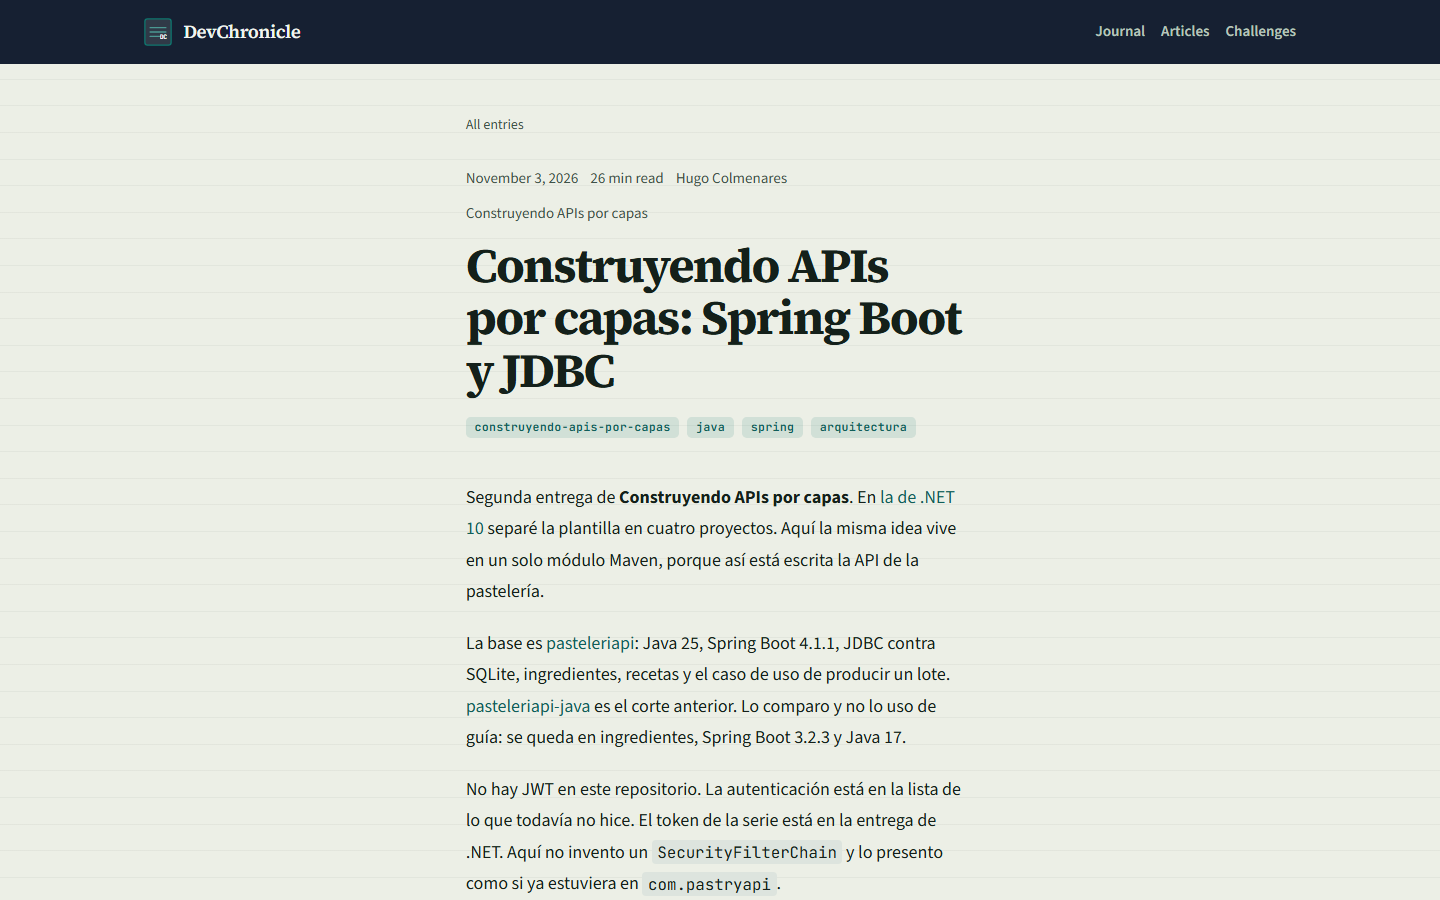 DevChronicle
Journal Articles Challenges
All entries
November 3, 2026 26 min read Hugo Colmenares
Construyendo APIs por capas
Construyendo APIs
por capas: Spring Boot
y JDBC
construyendo-apis-por-capas java spring arquitectura
Segunda entrega de Construyendo APIs por capas. En la de .NET
10 separé la plantilla en cuatro proyectos. Aquí la misma idea vive
en un solo módulo Maven, porque así está escrita la API de la
pastelería.
La base es pasteleriapi: Java 25, Spring Boot 4.1.1, JDBC contra
SQLite, ingredientes, recetas y el caso de uso de producir un lote.
pasteleriapi-java es el corte anterior. Lo comparo y no lo uso de
guía: se queda en ingredientes, Spring Boot 3.2.3 y Java 17.
No hay JWT en este repositorio. La autenticación está en la lista de
lo que todavía no hice. El token de la serie está en la entrega de
.NET. Aquí no invento un SecurityFilterChain y lo presento
como si ya estuviera en com.pastryapi.